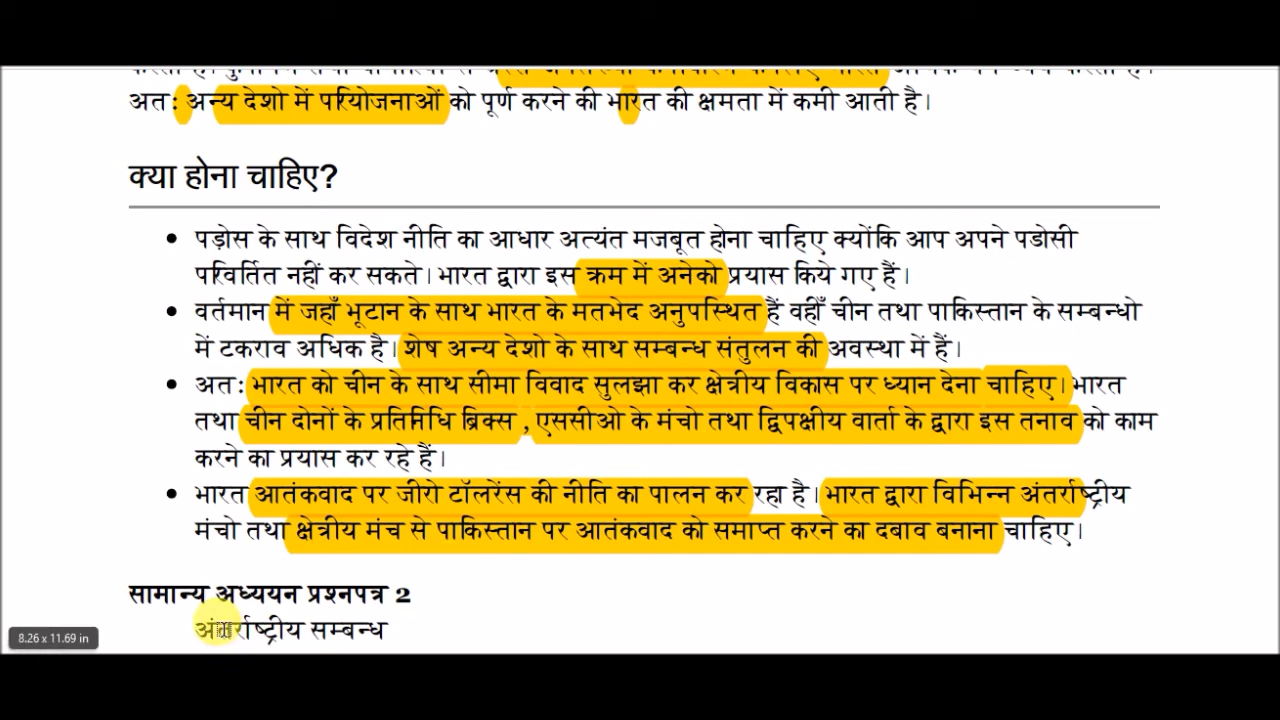 अतः अन्य देशो में परियोजनाओं को पूर्ण करने की भारत की क्षमता में कमी आती है।
क्या होना चाहिए?
• पड़ोस के साथ विदेश नीति का आधार अत्यंत मजबूत होना चाहिए क्योंकि आप अपने पडोसी
परिवर्तित नहीं कर सकते। भारत द्वारा इस क्रम में अनेको प्रयास किये गए हैं।
• वर्तमान में जहाँ भूटान के साथ भारत के मतभेद अनुपस्थित हैं वहीँ चीन तथा पाकिस्तान के सम्बन्धो
में टकराव अधिक है। शेष अन्य देशो के साथ सम्बन्ध संतुलन की अवस्था में हैं।
• अतः भारत को चीन के साथ सीमा विवाद सुलझा कर क्षेत्रीय विकास पर ध्यान देना चाहिए। भारत
तथा चीन दोनों के प्रतिनिधि ब्रिक्स , एससीओ के मंचो तथा द्विपक्षीय वार्ता के द्वारा इस तनाव को काम
करने का प्रयास कर रहे हैं।
• भारत आतंकवाद पर जीरो टॉलरेंस की नीति का पालन कर रहा है। भारत द्वारा विभिन्न अंतर्राष्ट्रीय
मंचो तथा क्षेत्रीय मंच से पाकिस्तान पर आतंकवाद को समाप्त करने का दबाव बनाना चाहिए।
सामान्य अध्ययन प्रश्नपत्र 2
अंतर्राष्ट्रीय सम्बन्ध
8.26 x 11.69 in